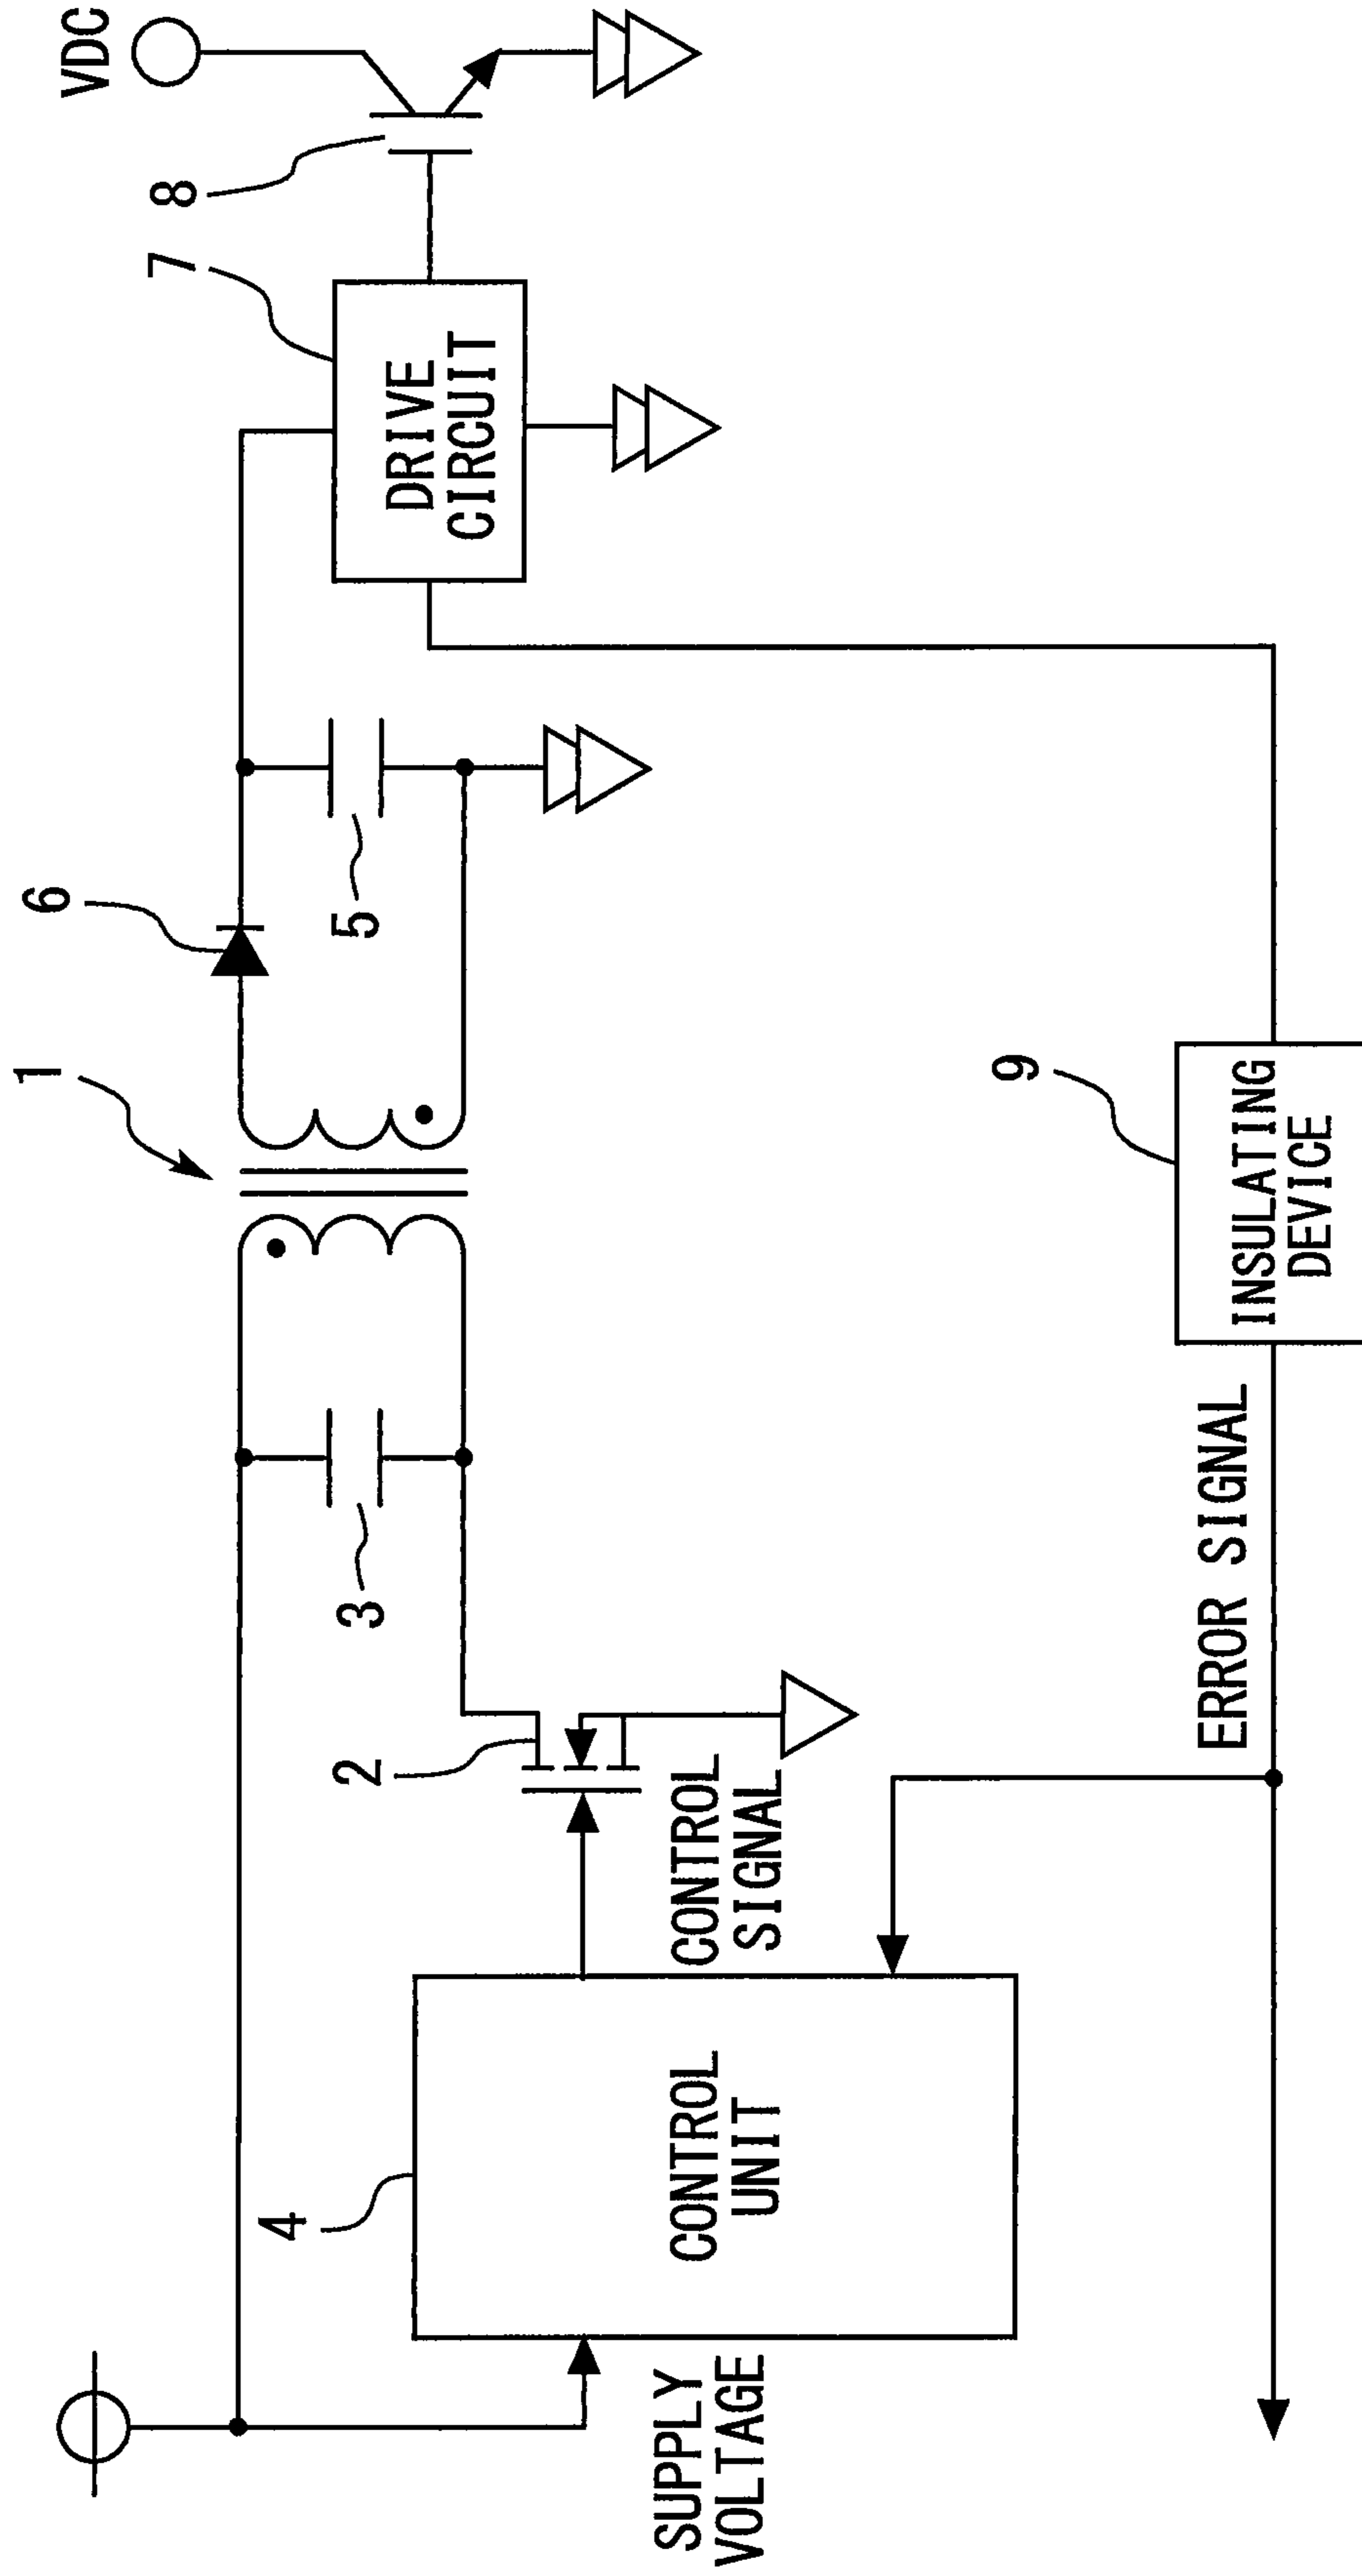 VDC
1
6
7
8
DRIVE
CIRCUIT
5
3
2
4
CONTROL
UNIT
CONTROL
SIGNAL
SUPPLY
VOLTAGE
9
INSULATING
DEVICE
ERROR SIGNAL